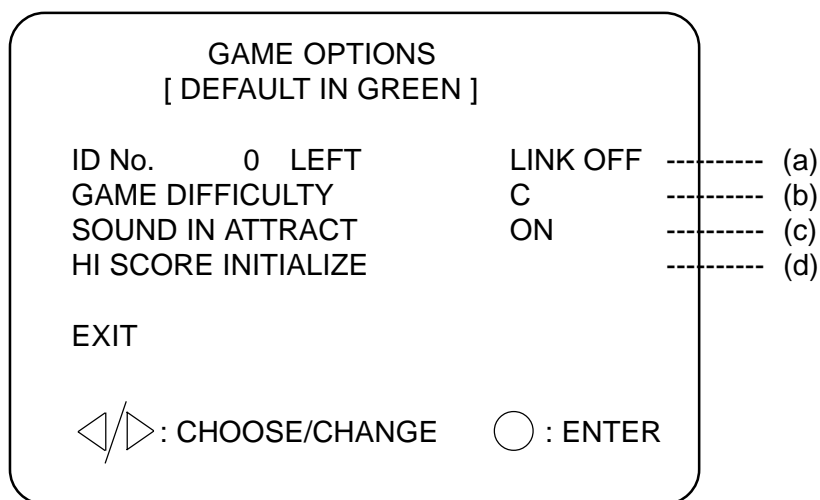 GAME OPTIONS
[ DEFAULT IN GREEN ]
ID No. 0 LEFT LINK OFF ---------- (a)
GAME DIFFICULTY C ---------- (b)
SOUND IN ATTRACT ON ---------- (c)
HI SCORE INITIALIZE ---------- (d)
EXIT
◁/▷: CHOOSE/CHANGE ◯ : ENTER